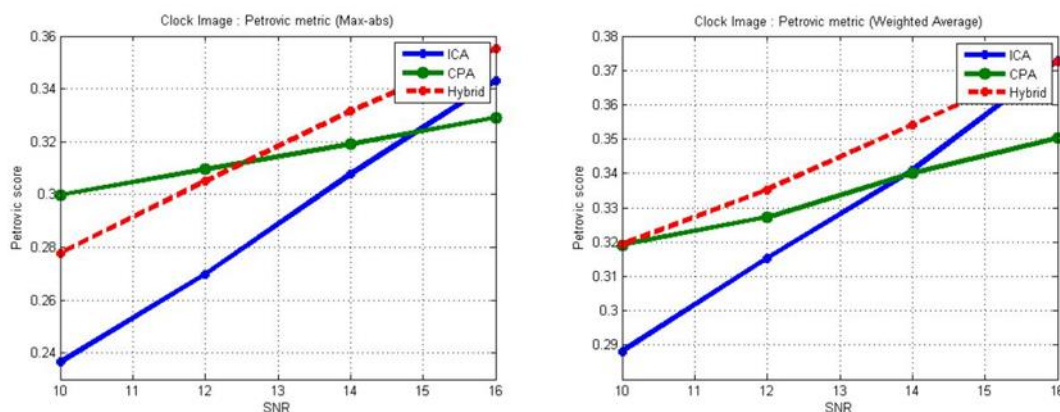 Clock Image : Petrovic metric (Max-abs)
0.36
0.34
0.32
0.3
0.28
0.26
0.24
Petrovic score
ICA
CPA
Hybrid
10 11 12 13 14 15 16
SNR
Clock Image : Petrovic metric (Weighted Average)
0.38
0.37
0.36
0.35
0.34
0.33
0.32
0.3
0.29
Petrovic score
ICA
CPA
Hybrid
10 11 12 13 14 15 16
SNR